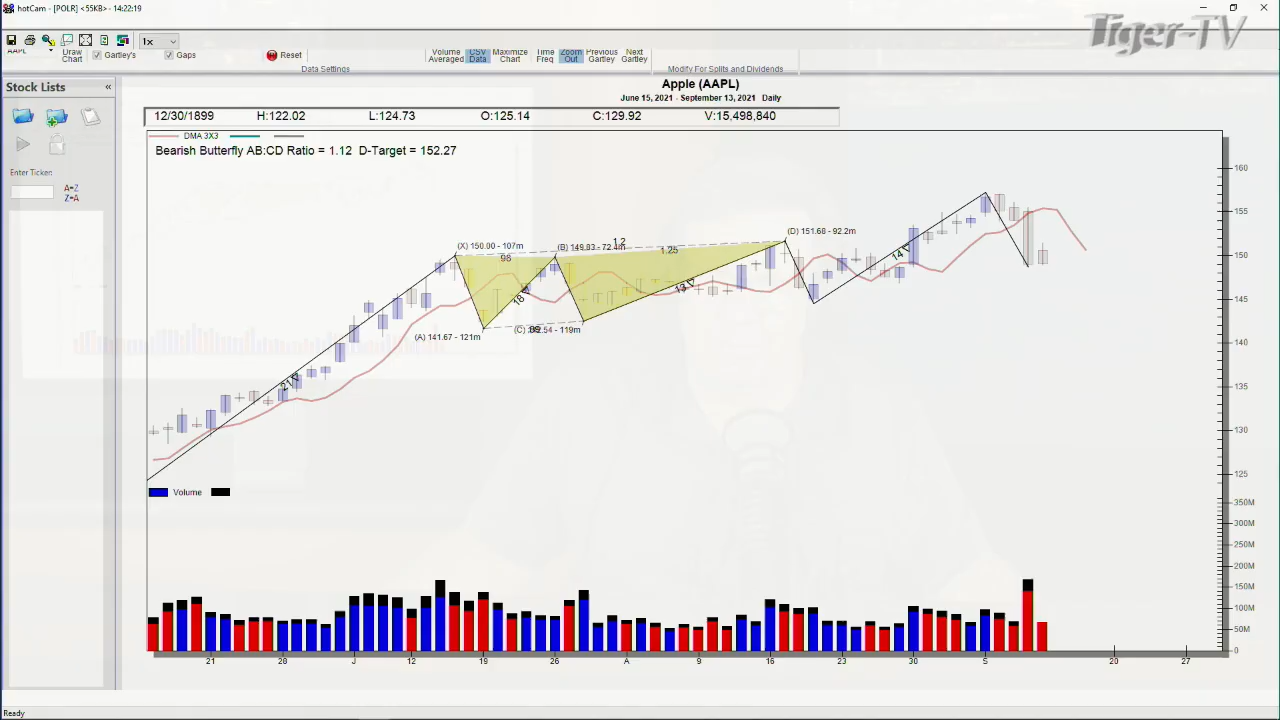 hotCam - [POLR] <55KB> - 14:22:19
Tiger-TV
1x
AAPL
Draw Chart
Gartley's
Gaps
Reset
Volume Averaged
CSV Data
Maximize Chart
Time Freq
Zoom Out
Previous Gartley
Next Gartley
Data Settings
Modify For Splits and Dividends
Stock Lists
«
Enter Ticker:
A=Z
Z=A
Apple (AAPL)
June 15, 2021 - September 13, 2021 Daily
12/30/1899 H:122.02 L:124.73 O:125.14 C:129.92 V:15,498,840
DMA 3X3
Bearish Butterfly AB:CD Ratio = 1.12 D-Target = 152.27
(X) 150.00 - 107m
98
(B) 149.83 - 72.4m
1.2
1.25
(D) 151.68 - 92.2m
(A) 141.67 - 121m
54 - 119m
160
155
150
145
140
135
130
125
350M
300M
250M
200M
150M
100M
50M
0
Volume
21 28 J 12 19 26 A 9 16 23 30 S 20 27
Ready